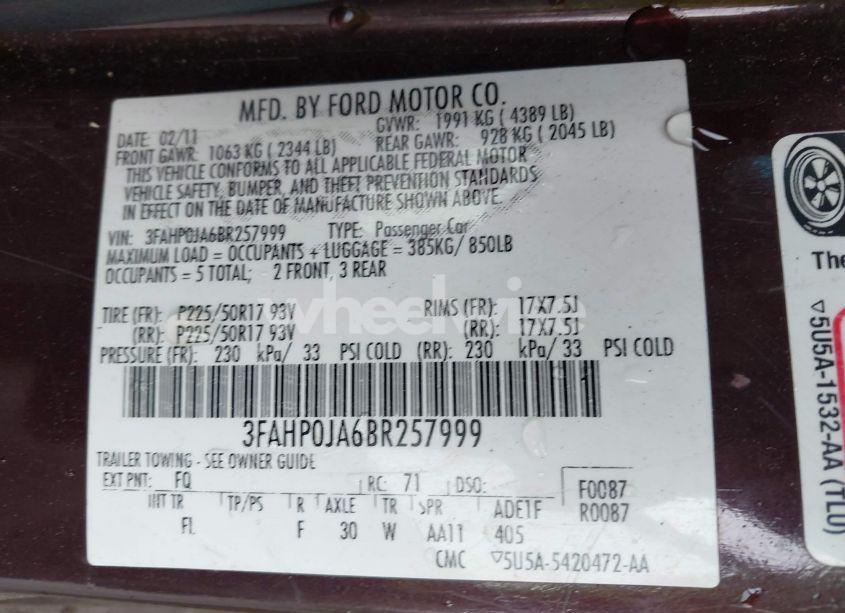 MFD. BY FORD MOTOR CO.
DATE: 02/11 GVWR: 1991 KG ( 4389 LB)
FRONT GAWR: 1063 KG ( 2344 LB) REAR GAWR: 928 KG ( 2045 LB)
THIS VEHICLE CONFORMS TO ALL APPLICABLE FEDERAL MOTOR
VEHICLE SAFETY, BUMPER, AND THEFT PREVENTION STANDARDS
IN EFFECT ON THE DATE OF MANUFACTURE SHOWN ABOVE.
VIN: 3FAHP0JA6BR257999 TYPE: Passenger Car
MAXIMUM LOAD = OCCUPANTS + LUGGAGE = 385KG/ 850LB
OCCUPANTS = 5 TOTAL; 2 FRONT, 3 REAR
TIRE (FR): P225/50R17 93V RIMS (FR): 17X7.5J
(RR): P225/50R17 93V (RR): 17X7.5J
PRESSURE (FR): 230 kPa/ 33 PSI COLD (RR): 230 kPa/ 33 PSI COLD
3FAHP0JA6BR257999
TRAILER TOWING - SEE OWNER GUIDE
EXT PNT: FQ RC: 71 DSO: F0087
INT TR TP/PS R AXLE TR SPR ADE1F R0087
FL F 30 W AA11 405
CMC ▽5U5A-5420472-AA
The
▽5U5A-1532-AA (TLU)